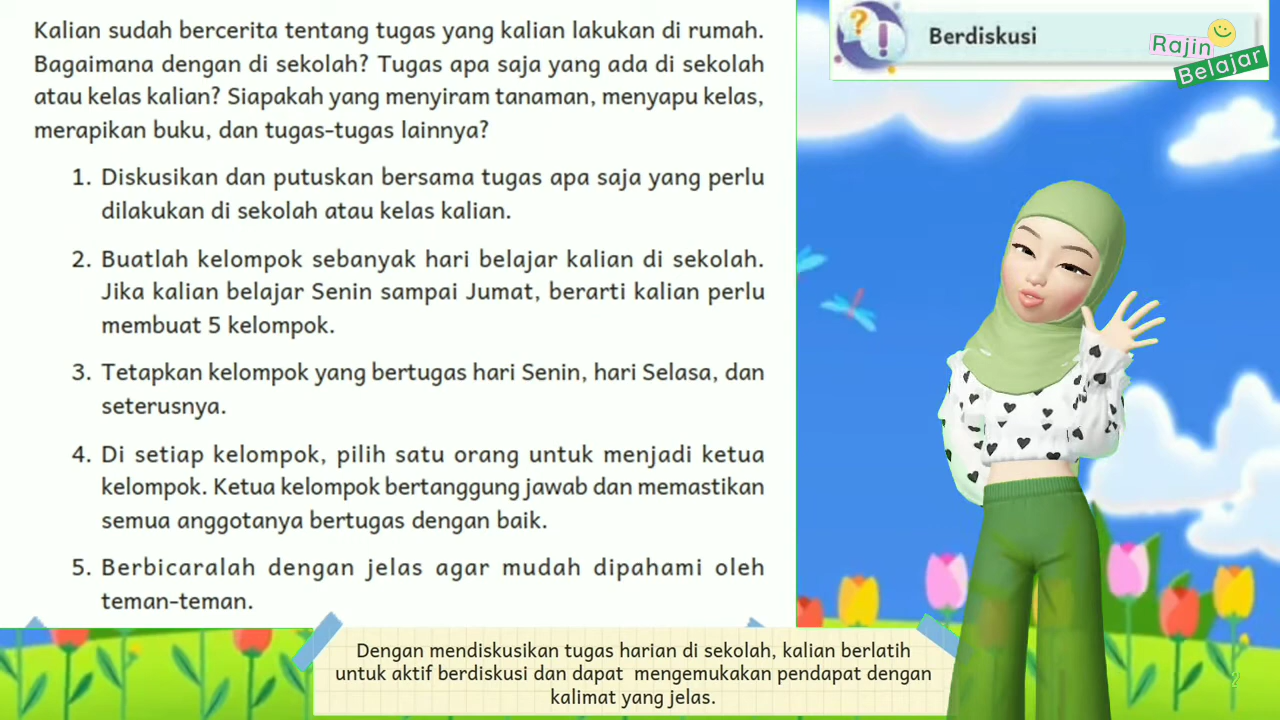 Kalian sudah bercerita tentang tugas yang kalian lakukan di rumah.
Bagaimana dengan di sekolah? Tugas apa saja yang ada di sekolah
atau kelas kalian? Siapakah yang menyiram tanaman, menyapu kelas,
merapikan buku, dan tugas-tugas lainnya?
1. Diskusikan dan putuskan bersama tugas apa saja yang perlu
dilakukan di sekolah atau kelas kalian.
2. Buatlah kelompok sebanyak hari belajar kalian di sekolah.
Jika kalian belajar Senin sampai Jumat, berarti kalian perlu
membuat 5 kelompok.
3. Tetapkan kelompok yang bertugas hari Senin, hari Selasa, dan
seterusnya.
4. Di setiap kelompok, pilih satu orang untuk menjadi ketua
kelompok. Ketua kelompok bertanggung jawab dan memastikan
semua anggotanya bertugas dengan baik.
5. Berbicaralah dengan jelas agar mudah dipahami oleh
teman-teman.
? !
Berdiskusi
Rajin
Belajar
Dengan mendiskusikan tugas harian di sekolah, kalian berlatih
untuk aktif berdiskusi dan dapat mengemukakan pendapat dengan
kalimat yang jelas.
2